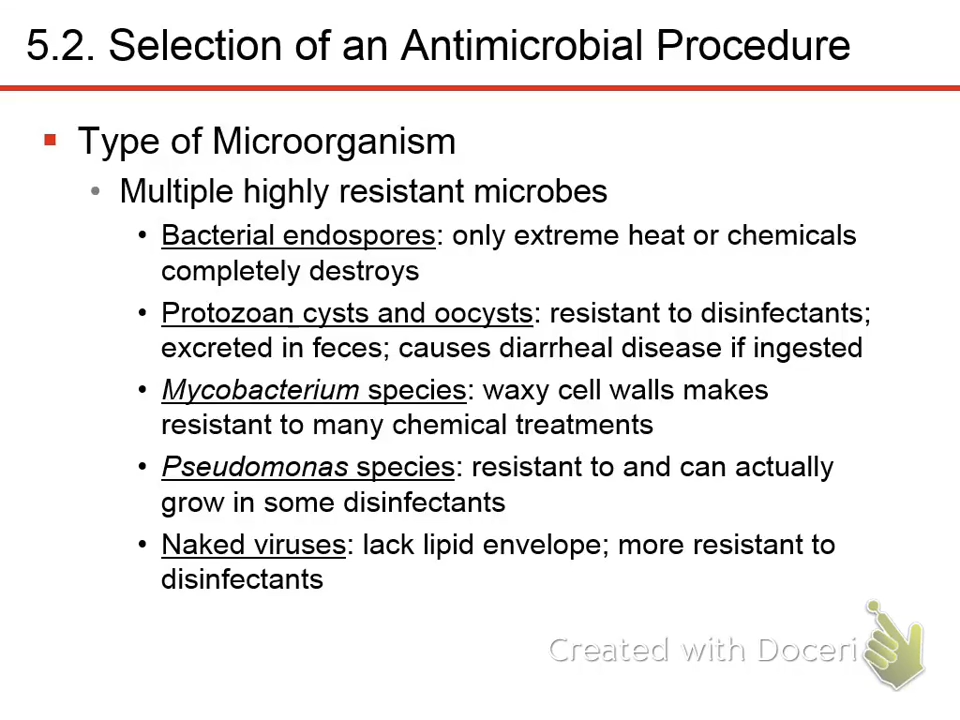 5.2. Selection of an Antimicrobial Procedure
Type of Microorganism
Multiple highly resistant microbes
Bacterial endospores: only extreme heat or chemicals
completely destroys
Protozoan cysts and oocysts: resistant to disinfectants;
excreted in feces; causes diarrheal disease if ingested
Mycobacterium species: waxy cell walls makes
resistant to many chemical treatments
Pseudomonas species: resistant to and can actually
grow in some disinfectants
Naked viruses: lack lipid envelope; more resistant to
disinfectants
Created with Doceri